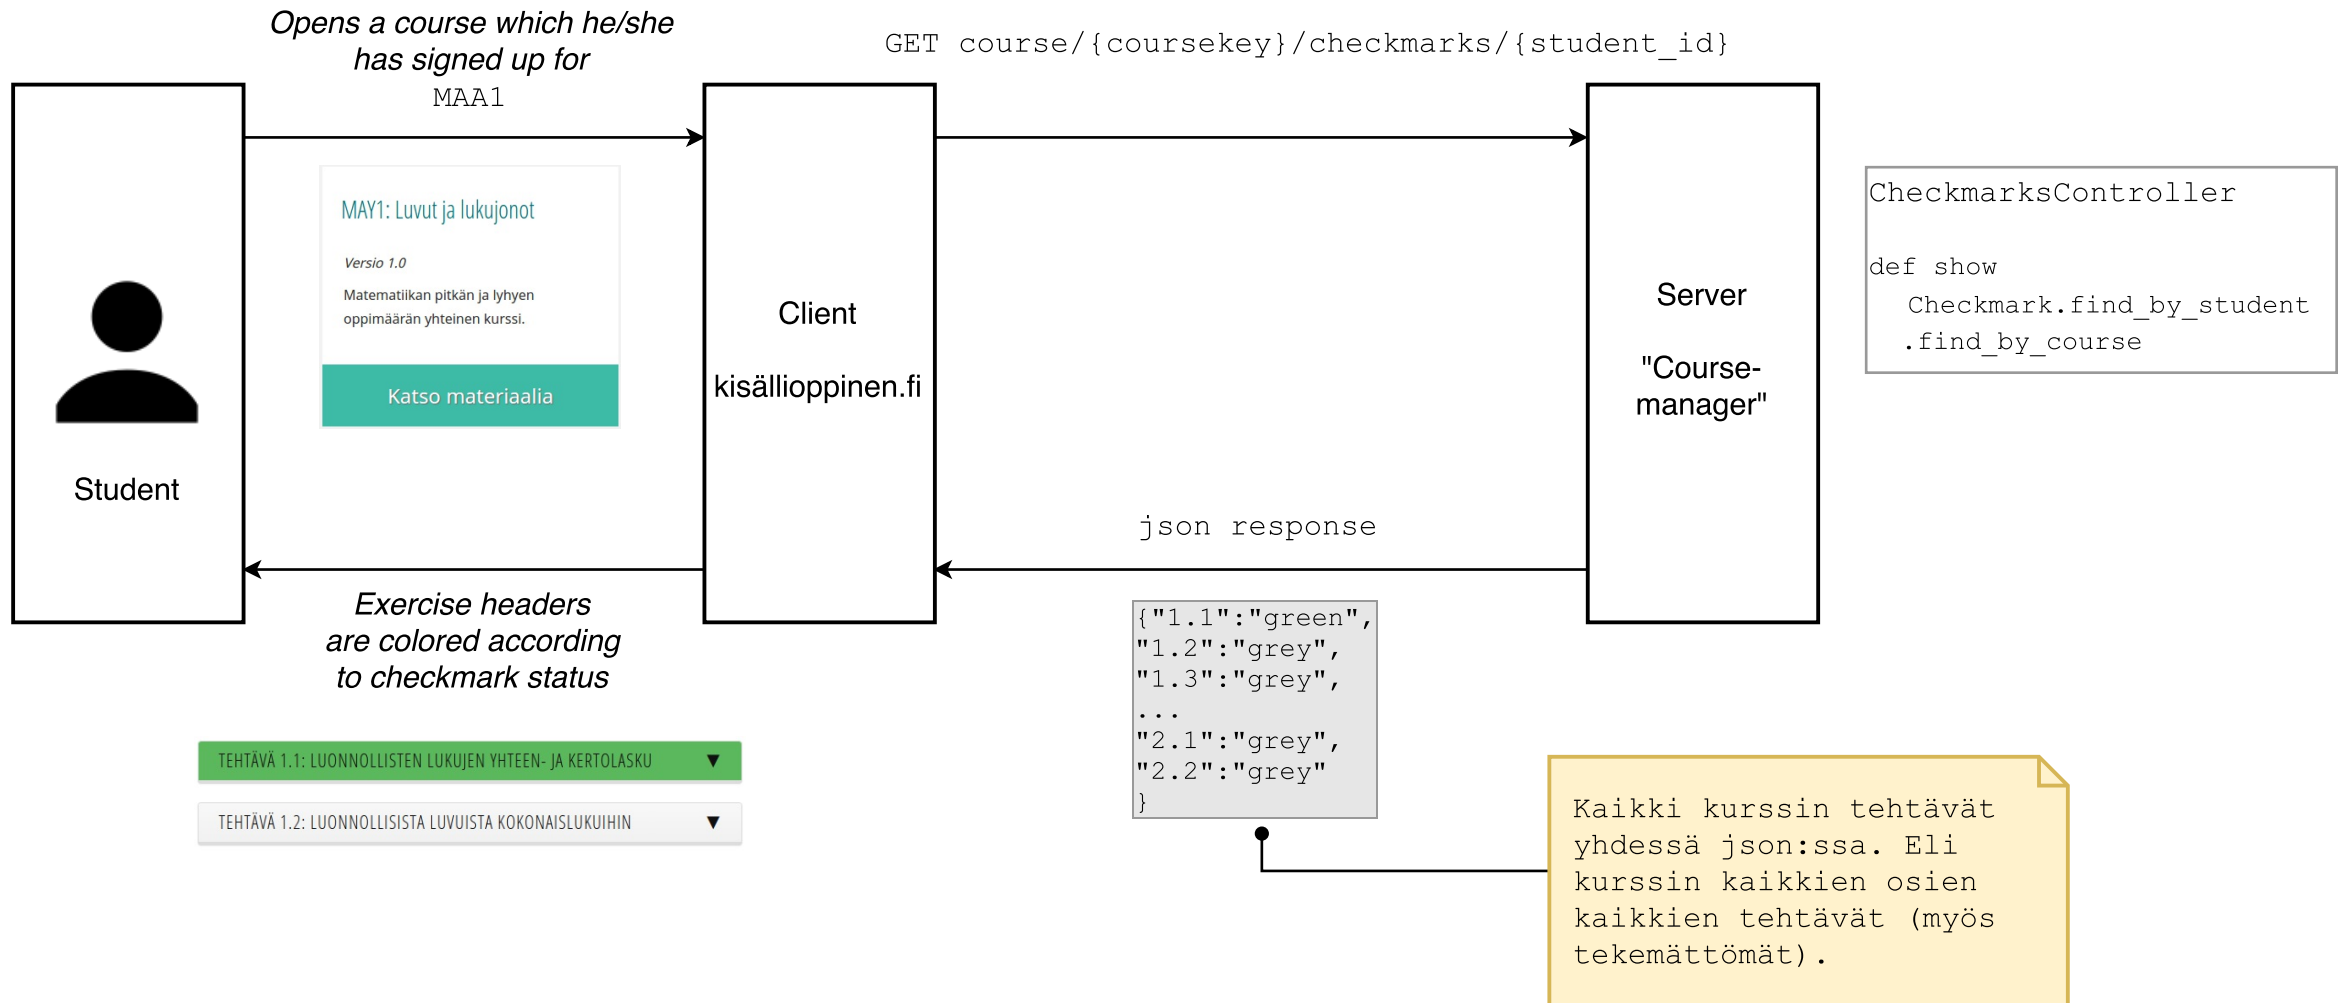 Opens a course which he/she
has signed up for
MAA1
GET course/{coursekey}/checkmarks/{student_id}
MAY1: Luvut ja lukujonot
Versio 1.0
Matematiikan pitkän ja lyhyen
oppimäärän yhteinen kurssi.
Katso materiaalia
Student
Client
kisällioppinen.fi
Server
"Course-
manager"
CheckmarksController
def show
Checkmark.find_by_student
.find_by_course
json response
Exercise headers
are colored according
to checkmark status
{"1.1":"green",
"1.2":"grey",
"1.3":"grey",
...
"2.1":"grey",
"2.2":"grey"
}
TEHTÄVÄ 1.1: LUONNOLLISTEN LUKUJEN YHTEEN- JA KERTOLASKU
TEHTÄVÄ 1.2: LUONNOLLISISTA LUVUISTA KOKONAISLUKUIHIN
Kaikki kurssin tehtävät
yhdessä json:ssa. Eli
kurssin kaikkien osien
kaikkien tehtävät (myös
tekemättömät).